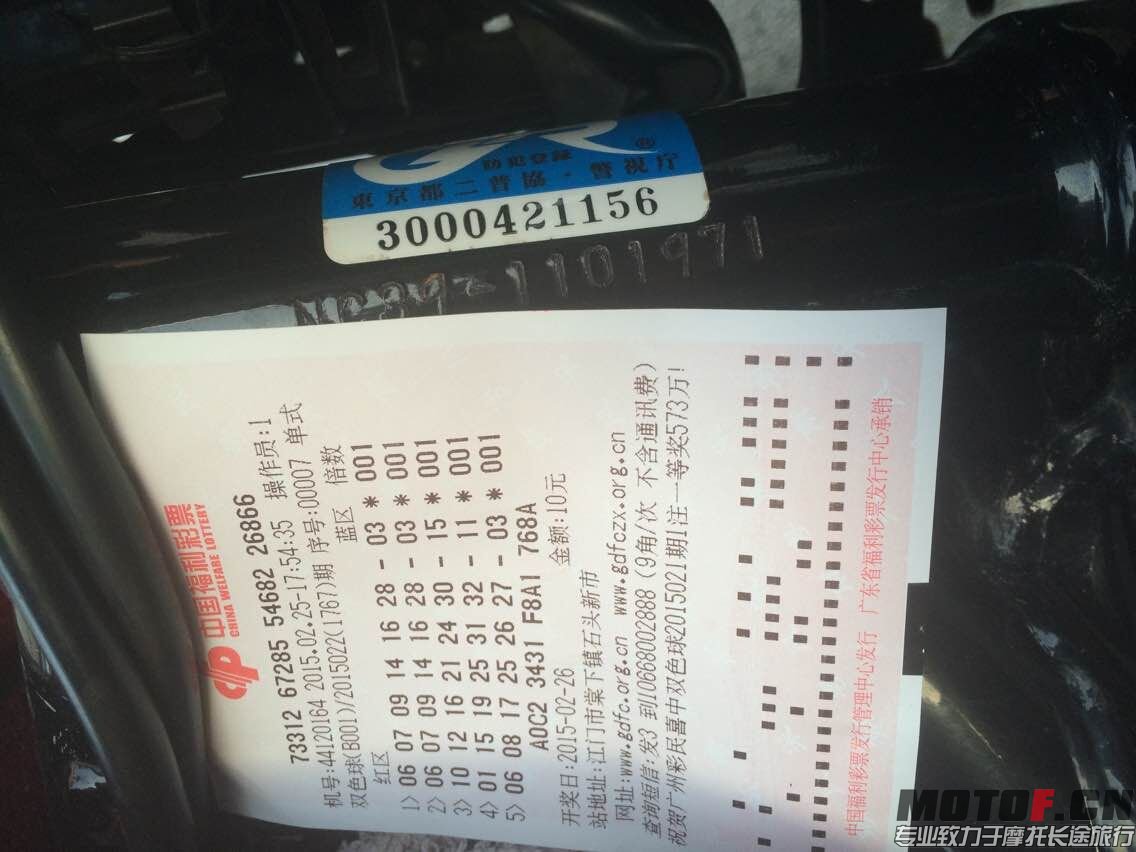 防犯登録
®
東京都二普協・警視庁
3000421156
NC39-1101971
中国福利彩票
CHINA WELFARE LOTTERY
73312 67285 54682 26866
机号:44120164 2015.02.25-17:54:35 操作员:1
双色球(B001)/2015022(1767)期 序号:00007 单式
红区 蓝区 倍数
1) 06 07 09 14 16 28 - 03 * 001
2) 06 07 09 14 16 28 - 03 * 001
3) 10 12 16 21 24 30 - 15 * 001
4) 01 15 19 25 31 32 - 11 * 001
5) 06 08 17 25 26 27 - 03 * 001
A0C2 3431 F8A1 768A
金额:10元
开奖日:2015-02-26
站地址:江门市棠下镇石头新市
网址:www.gdfc.org.cn www.gdfczx.org.cn
查询短信:发3 到10668002888 (9角/次 不含通讯费)
祝贺广州彩民喜中双色球2015021期1注一等奖573万!
中国福利彩票发行管理中心发行 广东省福利彩票发行中心承销
MOTOF.CN
专业致力于摩托长途旅行